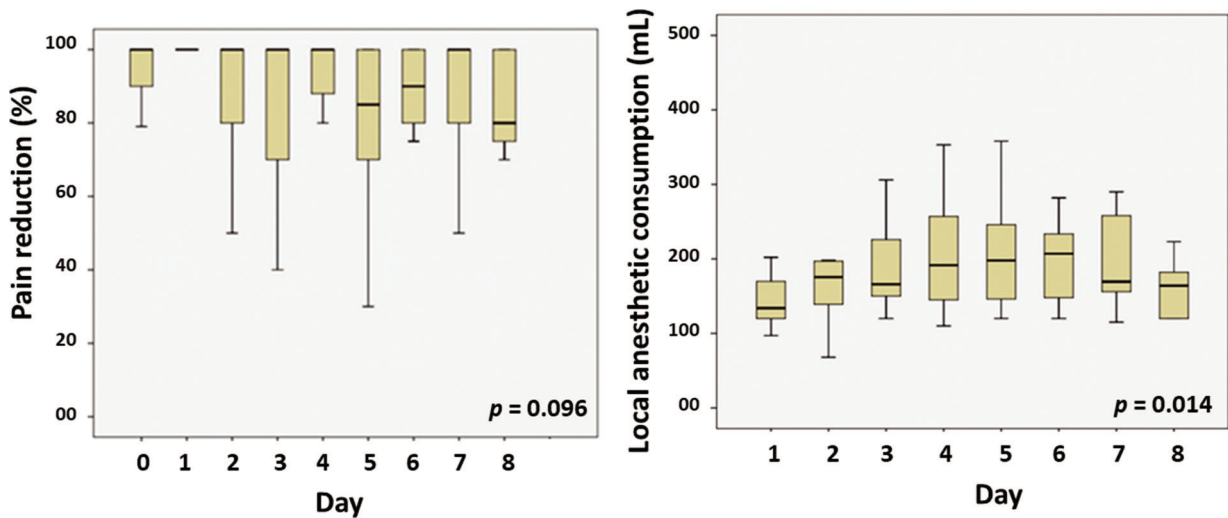 Pain reduction (%)
100
80
60
40
20
00
p = 0.096
0 1 2 3 4 5 6 7 8
Day
Local anesthetic consumption (mL)
500
400
300
200
100
00
p = 0.014
1 2 3 4 5 6 7 8
Day